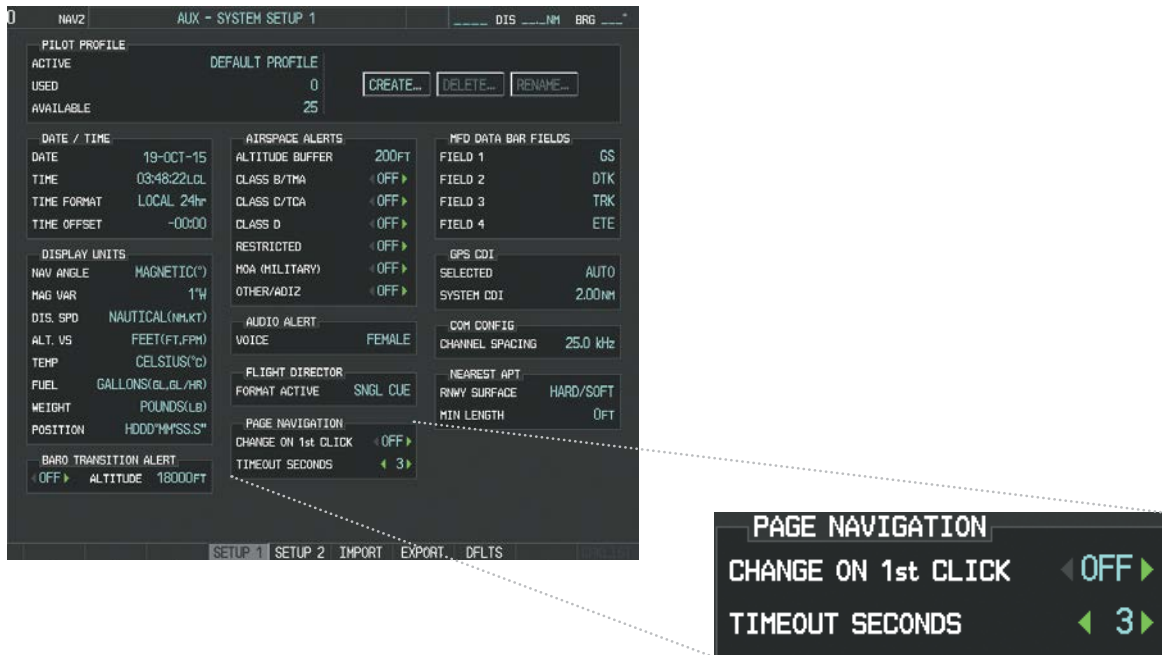 NAV2 AUX - SYSTEM SETUP 1 ____ DIS __._NM BRG ___°
PILOT PROFILE
ACTIVE DEFAULT PROFILE
USED 0
AVAILABLE 25
CREATE… DELETE… RENAME…
DATE / TIME
DATE 19-OCT-15
TIME 03:48:22LCL
TIME FORMAT LOCAL 24hr
TIME OFFSET -00:00
DISPLAY UNITS
NAV ANGLE MAGNETIC(°)
MAG VAR 1°W
DIS, SPD NAUTICAL(NM,KT)
ALT, VS FEET(FT,FPM)
TEMP CELSIUS(°C)
FUEL GALLONS(GL,GL/HR)
WEIGHT POUNDS(LB)
POSITION HDDD°MM'SS.S"
BARO TRANSITION ALERT
OFF ALTITUDE 18000FT
AIRSPACE ALERTS
ALTITUDE BUFFER 200FT
CLASS B/TMA OFF
CLASS C/TCA OFF
CLASS D OFF
RESTRICTED OFF
MOA (MILITARY) OFF
OTHER/ADIZ OFF
AUDIO ALERT
VOICE FEMALE
FLIGHT DIRECTOR
FORMAT ACTIVE SNGL CUE
PAGE NAVIGATION
CHANGE ON 1st CLICK OFF
TIMEOUT SECONDS 3
MFD DATA BAR FIELDS
FIELD 1 GS
FIELD 2 DTK
FIELD 3 TRK
FIELD 4 ETE
GPS CDI
SELECTED AUTO
SYSTEM CDI 2.00NM
COM CONFIG
CHANNEL SPACING 25.0 kHz
NEAREST APT
RNWY SURFACE HARD/SOFT
MIN LENGTH 0FT
SETUP 1 SETUP 2 IMPORT EXPORT. DFLTS
PAGE NAVIGATION
CHANGE ON 1st CLICK OFF
TIMEOUT SECONDS 3